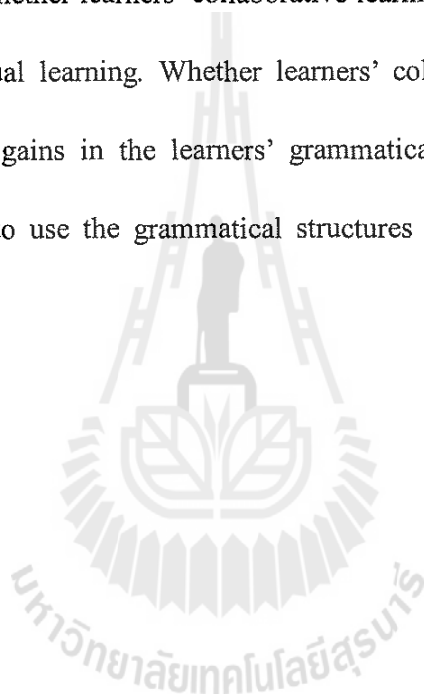 hether learners' collaborative learni
ual learning. Whether learners' col
gains in the learners' grammatica
o use the grammatical structures
มหาวิทยาลัยเทคโนโลยีสุรนารี